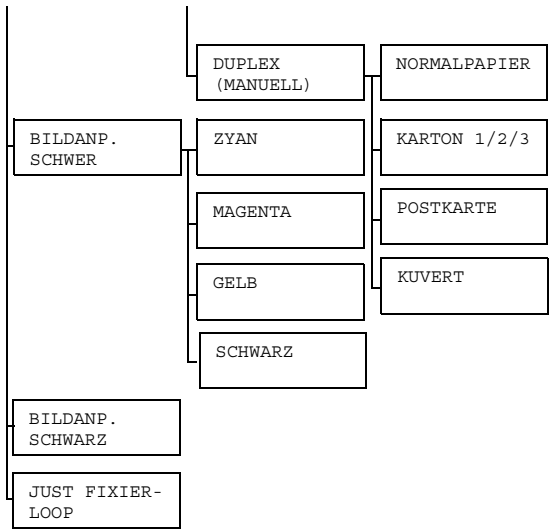 DUPLEX
(MANUELL)
NORMALPAPIER
BILDANP.
SCHWER
ZYAN
KARTON 1/2/3
MAGENTA
POSTKARTE
GELB
KUVERT
SCHWARZ
BILDANP.
SCHWARZ
JUST FIXIER-
LOOP